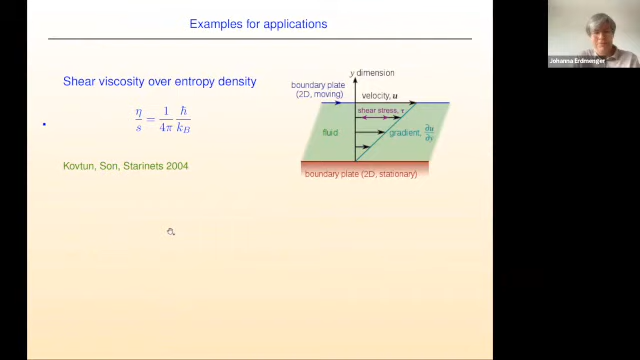 Examples for applications
Shear viscosity over entropy density
η/s = 1/4π ħ/k_B
Kovtun, Son, Starinets 2004
y dimension
boundary plate
(2D, moving)
velocity, u
shear stress, τ
fluid
gradient, ∂u/∂y
boundary plate (2D, stationary)
Johanna Erdmenger